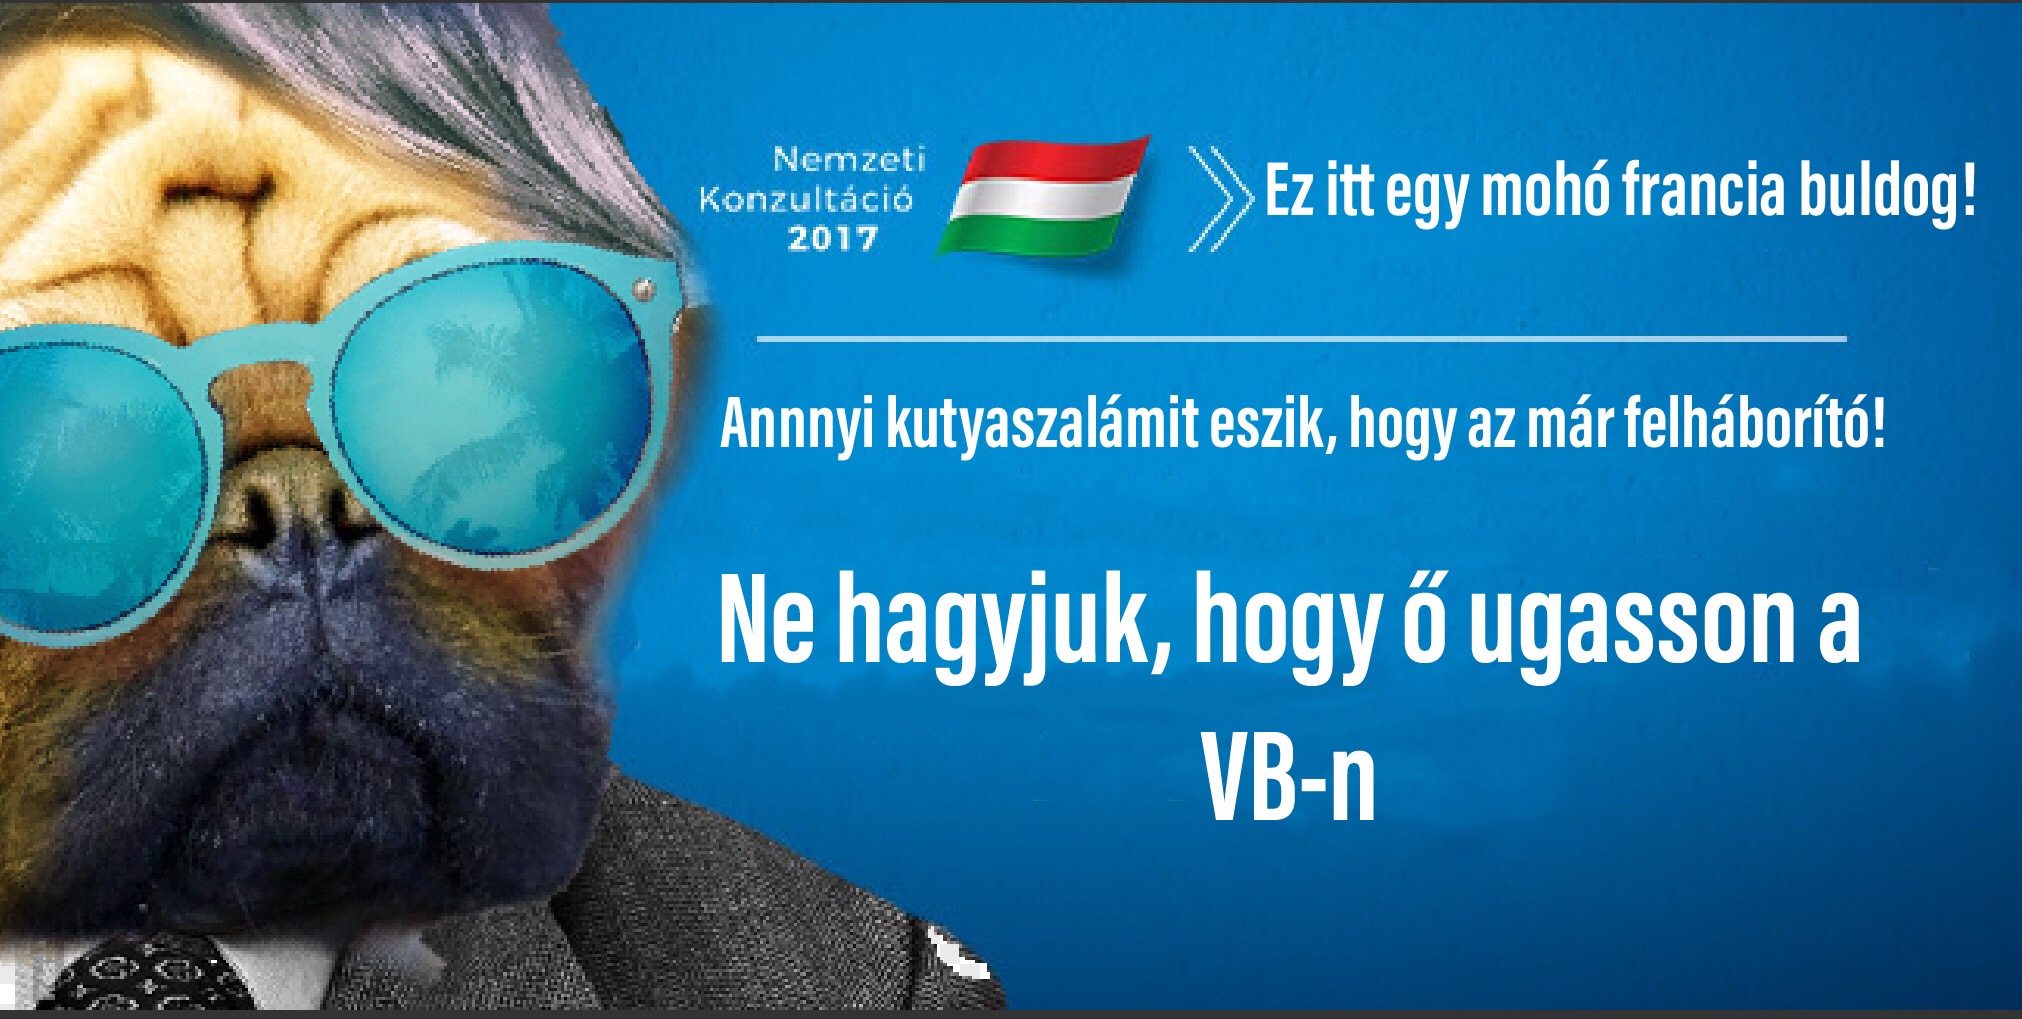 Nemzeti
Konzultáció
2017
Ez itt egy mohó francia buldog!
Annnyi kutyaszalámit eszik, hogy az már felháborító!
Ne hagyjuk, hogy ő ugasson a
VB-n